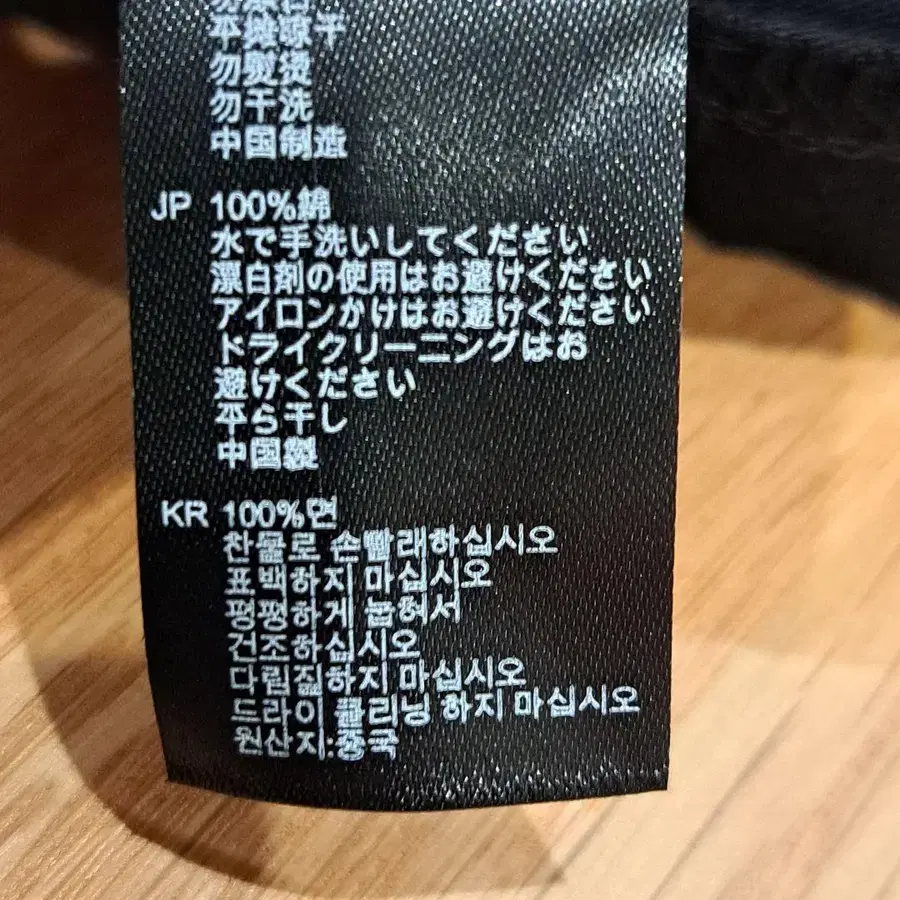 平摊晾干
勿熨烫
勿干洗
中国制造
JP 100%綿
水で手洗いしてください
漂白剤の使用はお避けください
アイロンかけはお避けください
ドライクリーニングはお
避けください
平ら干し
中国製
KR 100%면
찬물로 손빨래하십시오
표백하지 마십시오
평평하게 눕혀서
건조하십시오
다림질하지 마십시오
드라이 클리닝 하지 마십시오
원산지:중국